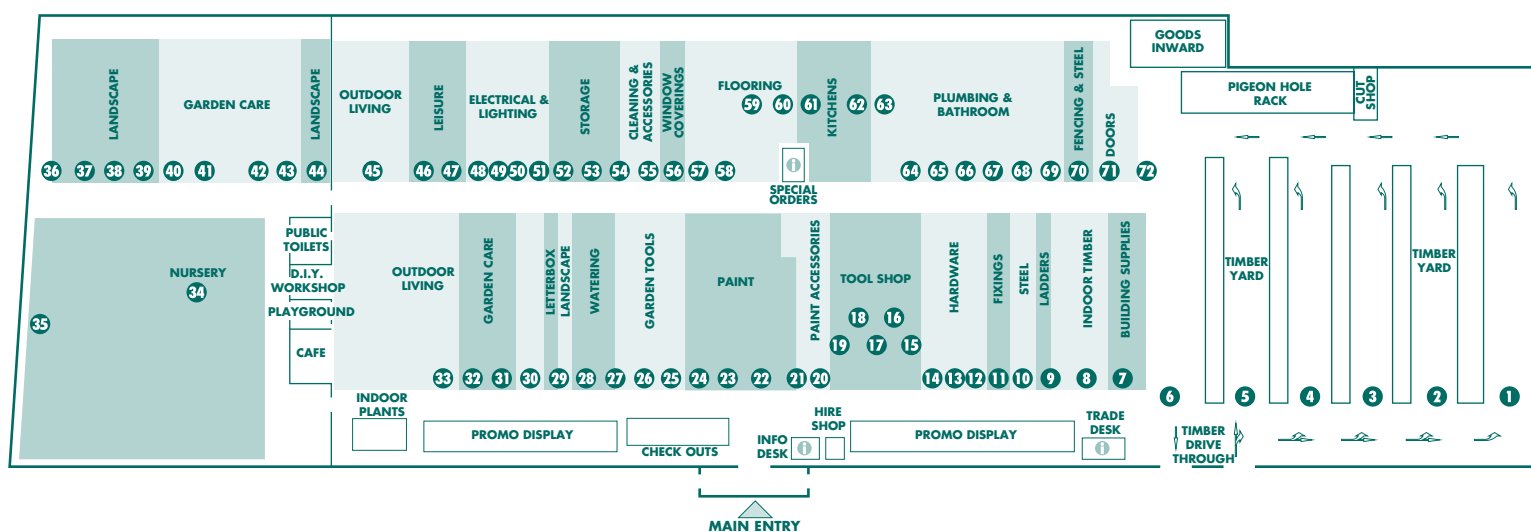 GOODS
INWARD
PIGEON HOLE
RACK
CUT
SHOP
LANDSCAPE
GARDEN CARE
LANDSCAPE
OUTDOOR
LIVING
LEISURE
ELECTRICAL &
LIGHTING
STORAGE
CLEANING &
ACCESSORIES
WINDOW
COVERINGS
FLOORING
59 60 61 62 63
KITCHENS
PLUMBING &
BATHROOM
FENCING & STEEL
DOORS
36 37 38 39 40 41 42 43 44 45 46 47 48 49 50 51 52 53 54 55 56 57 58 64 65 66 67 68 69 70 71 72
i
SPECIAL
ORDERS
NURSERY
34
35
PUBLIC
TOILETS
D.I.Y.
WORKSHOP
PLAYGROUND
CAFE
OUTDOOR
LIVING
GARDEN CARE
LETTERBOX
LANDSCAPE
WATERING
GARDEN TOOLS
PAINT
PAINT ACCESSORIES
TOOL SHOP
18 16
19 17 15
HARDWARE
FIXINGS
STEEL
LADDERS
INDOOR TIMBER
BUILDING SUPPLIES
TIMBER
YARD
TIMBER
YARD
33 32 31 30 29 28 27 26 25 24 23 22 21 20 14 13 12 11 10 9 8 7
6 5 4 3 2 1
INDOOR
PLANTS
PROMO DISPLAY
CHECK OUTS
INFO
DESK
i
HIRE
SHOP
PROMO DISPLAY
TRADE
DESK
i
TIMBER
DRIVE
THROUGH
MAIN ENTRY